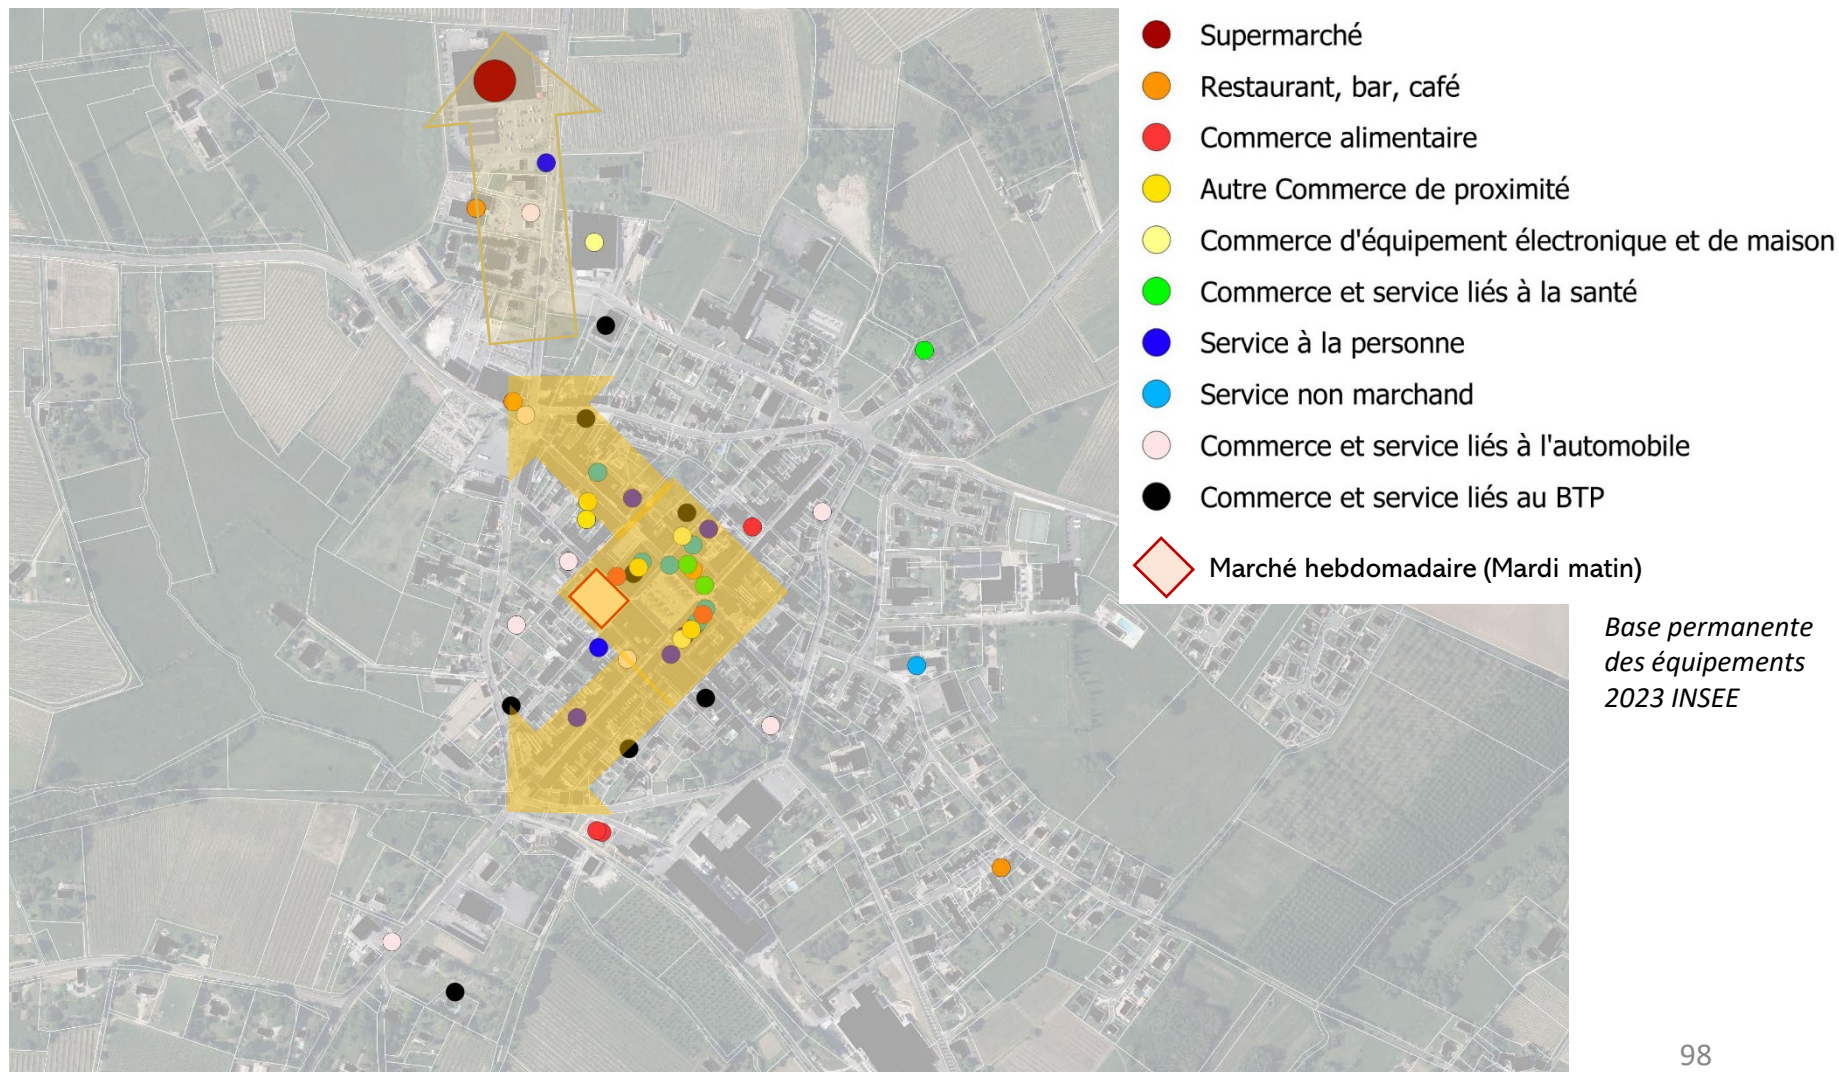 Supermarché
Restaurant, bar, café
Commerce alimentaire
Autre Commerce de proximité
Commerce d'équipement électronique et de maison
Commerce et service liés à la santé
Service à la personne
Service non marchand
Commerce et service liés à l'automobile
Commerce et service liés au BTP
Marché hebdomadaire (Mardi matin)
Base permanente
des équipements
2023 INSEE
98